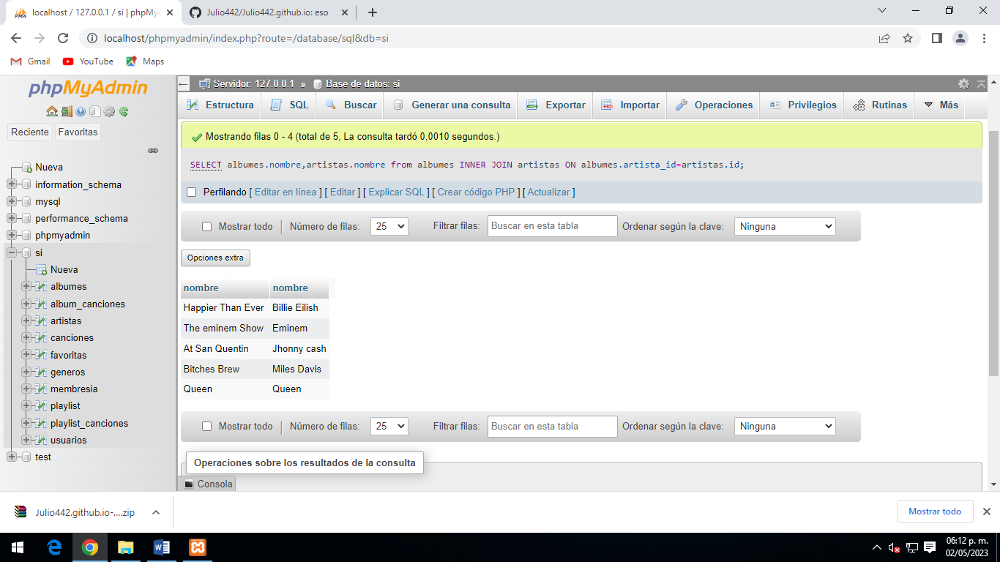 localhost / 127.0.0.1 / si | phpMyA
Julio442/Julio442.github.io: eso
localhost/phpmyadmin/index.php?route=/database/sql&db=si
Gmail YouTube Maps
phpMyAdmin
Reciente Favoritas
Nueva
information_schema
mysql
performance_schema
phpmyadmin
si
Nueva
albumes
album_canciones
artistas
canciones
favoritas
generos
membresia
playlist
playlist_canciones
usuarios
test
Servidor: 127.0.0.1 » Base de datos: si
Estructura SQL Buscar Generar una consulta Exportar Importar Operaciones Privilegios Rutinas Más
Mostrando filas 0 - 4 (total de 5, La consulta tardó 0,0010 segundos.)
SELECT albumes.nombre,artistas.nombre from albumes INNER JOIN artistas ON albumes.artista_id=artistas.id;
Perfilando [ Editar en línea ] [ Editar ] [ Explicar SQL ] [ Crear código PHP ] [ Actualizar ]
Mostrar todo | Número de filas: 25 Filtrar filas: Buscar en esta tabla Ordenar según la clave: Ninguna
Opciones extra
nombre nombre
Happier Than Ever Billie Eilish
The eminem Show Eminem
At San Quentin Jhonny cash
Bitches Brew Miles Davis
Queen Queen
Mostrar todo | Número de filas: 25 Filtrar filas: Buscar en esta tabla Ordenar según la clave: Ninguna
Operaciones sobre los resultados de la consulta
Consola
Julio442.github.io-....zip
Mostrar todo
06:12 p. m.
02/05/2023